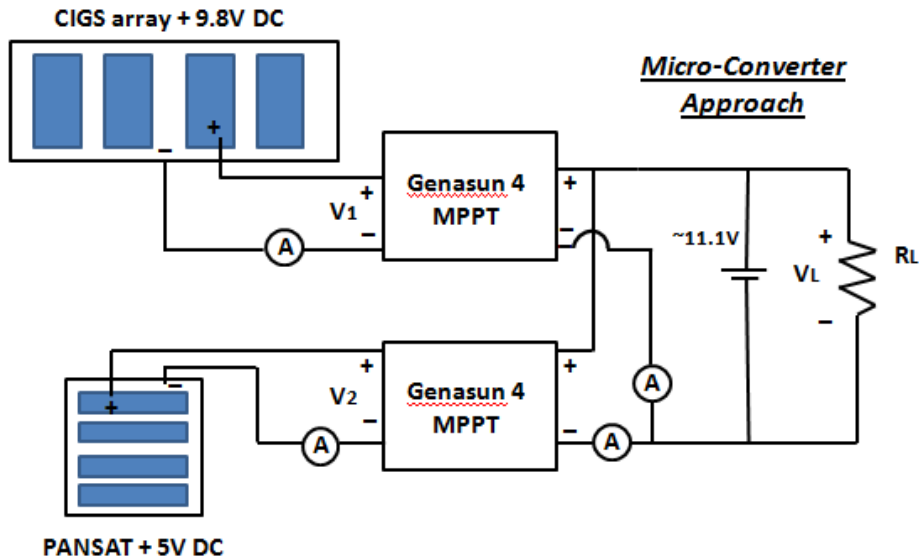 CIGS array + 9.8V DC
Micro-Converter
Approach
+
−
+
V1
−
A
Genasun 4
MPPT
+
−
~11.1V
+
VL
−
RL
+
−
+
V2
−
A
Genasun 4
MPPT
+
−
A
A
PANSAT + 5V DC